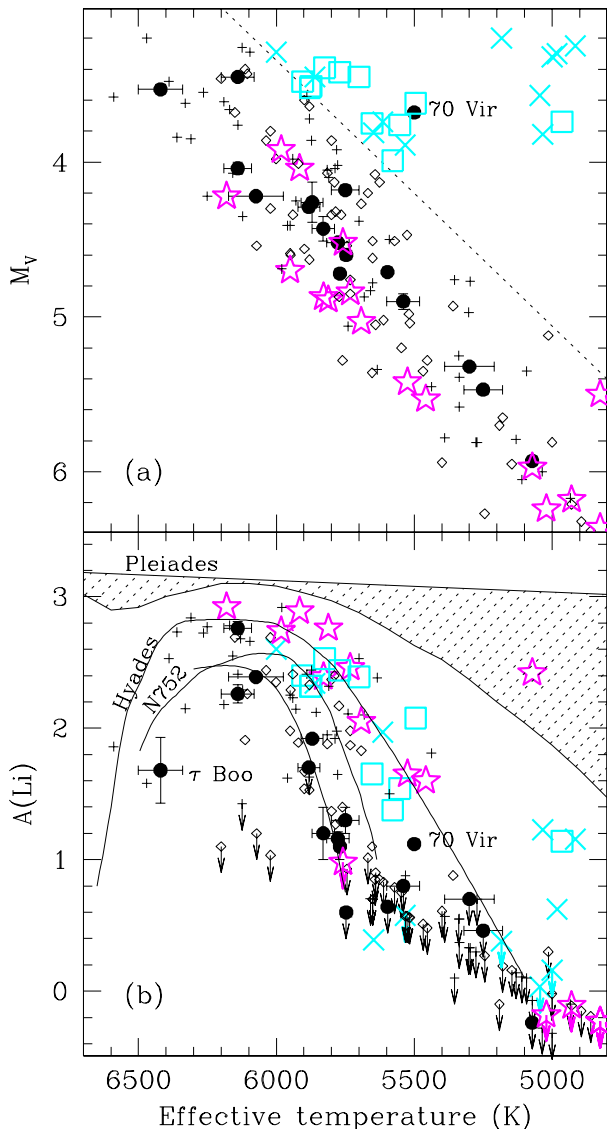 4
5
6
M_V
70 Vir
(a)
Pleiades
3
2
1
0
A(Li)
Hyades
N752
τ Boo
70 Vir
(b)
6500 6000 5500 5000
Effective temperature (K)